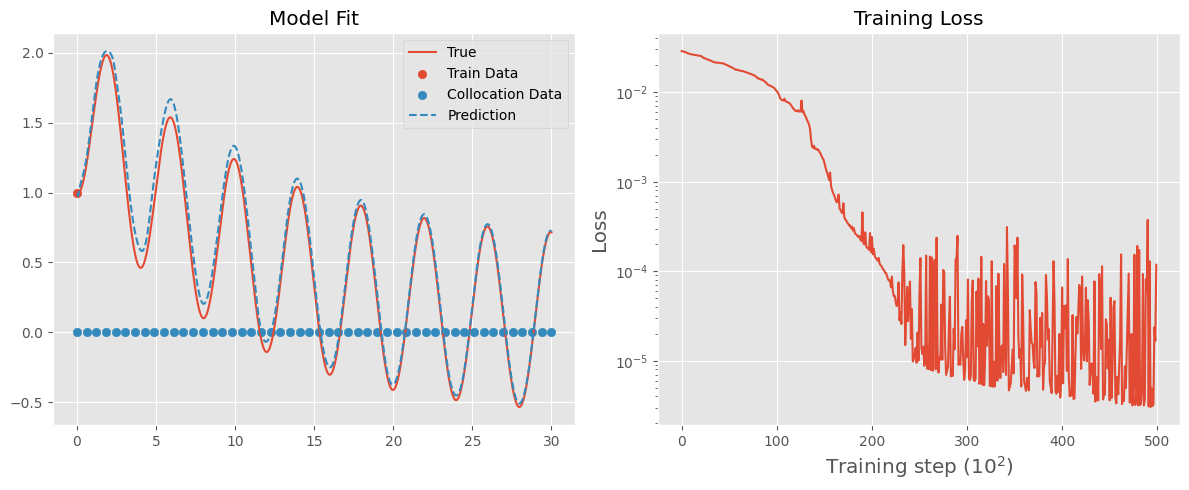 Model Fit
True
Train Data
Collocation Data
Prediction
2.0
1.5
1.0
0.5
0.0
−0.5
0
5
10
15
20
25
30
Training Loss
Loss
10⁻²
10⁻³
10⁻⁴
10⁻⁵
0
100
200
300
400
500
Training step (10²)